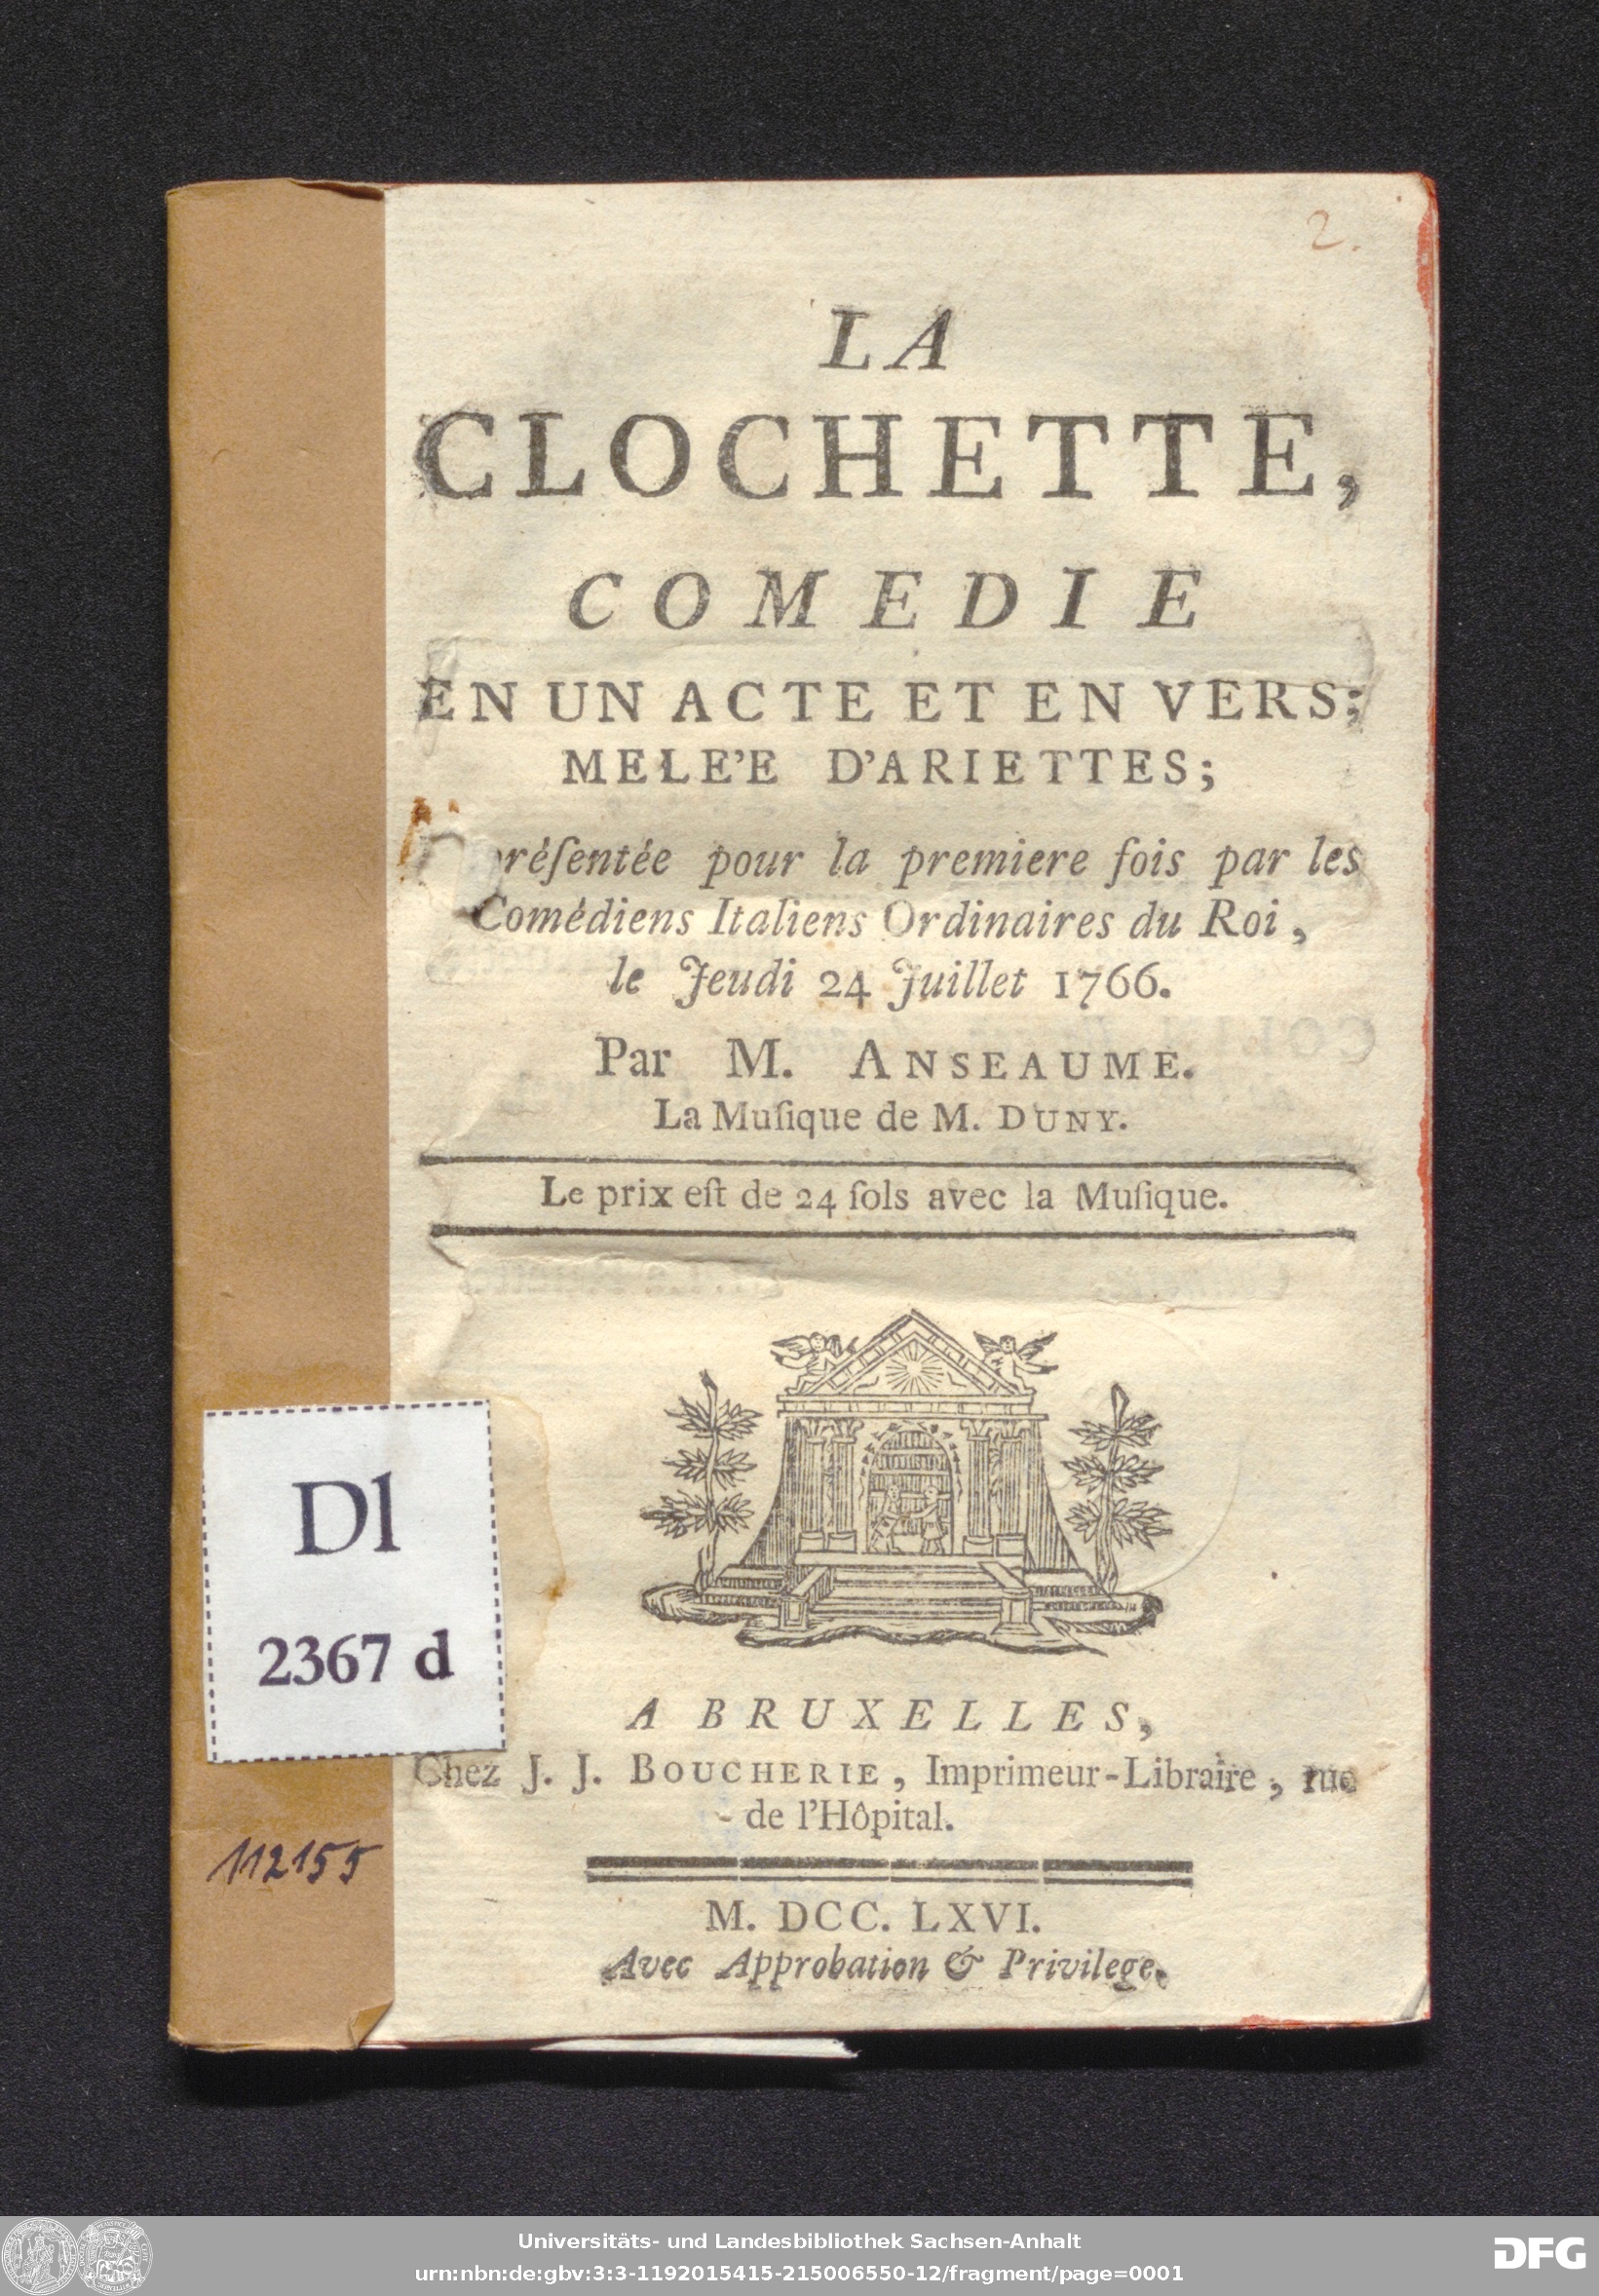 2.
LA
CLOCHETTE,
COMEDIE
EN UN ACTE ET EN VERS;
MELE'E D'ARIETTES;
préſentée pour la premiere fois par les
Comédiens Italiens Ordinaires du Roi,
le Jeudi 24 Juillet 1766.
Par M. ANSEAUME.
La Muſique de M. DUNY.
Le prix eſt de 24 ſols avec la Muſique.
A BRUXELLES,
Chez J. J. BOUCHERIE, Imprimeur-Libraire, rue
de l'Hôpital.
M. DCC. LXVI.
Avec Approbation & Privilege.
Dl
2367 d
112155
Universitäts- und Landesbibliothek Sachsen-Anhalt
urn:nbn:de:gbv:3:3-1192015415-215006550-12/fragment/page=0001
DFG